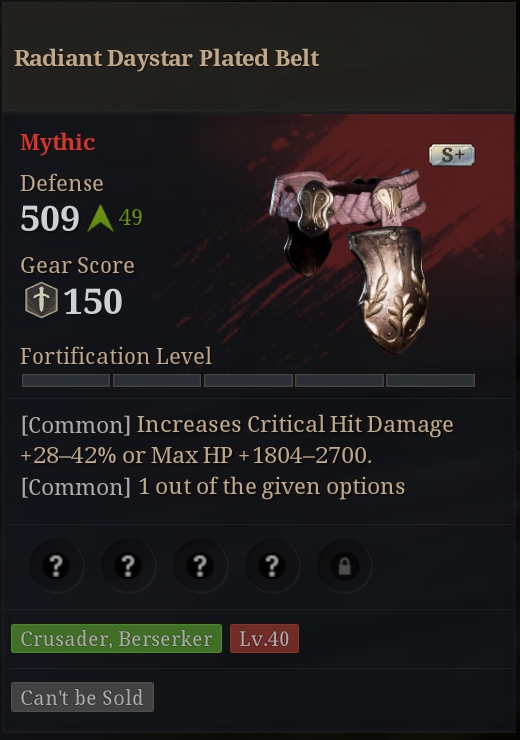 Radiant Daystar Plated Belt
Mythic
S+
Defense
509 49
Gear Score
150
Fortification Level
[Common] Increases Critical Hit Damage
+28–42% or Max HP +1804–2700.
[Common] 1 out of the given options
? ? ? ?
Crusader, Berserker Lv.40
Can't be Sold